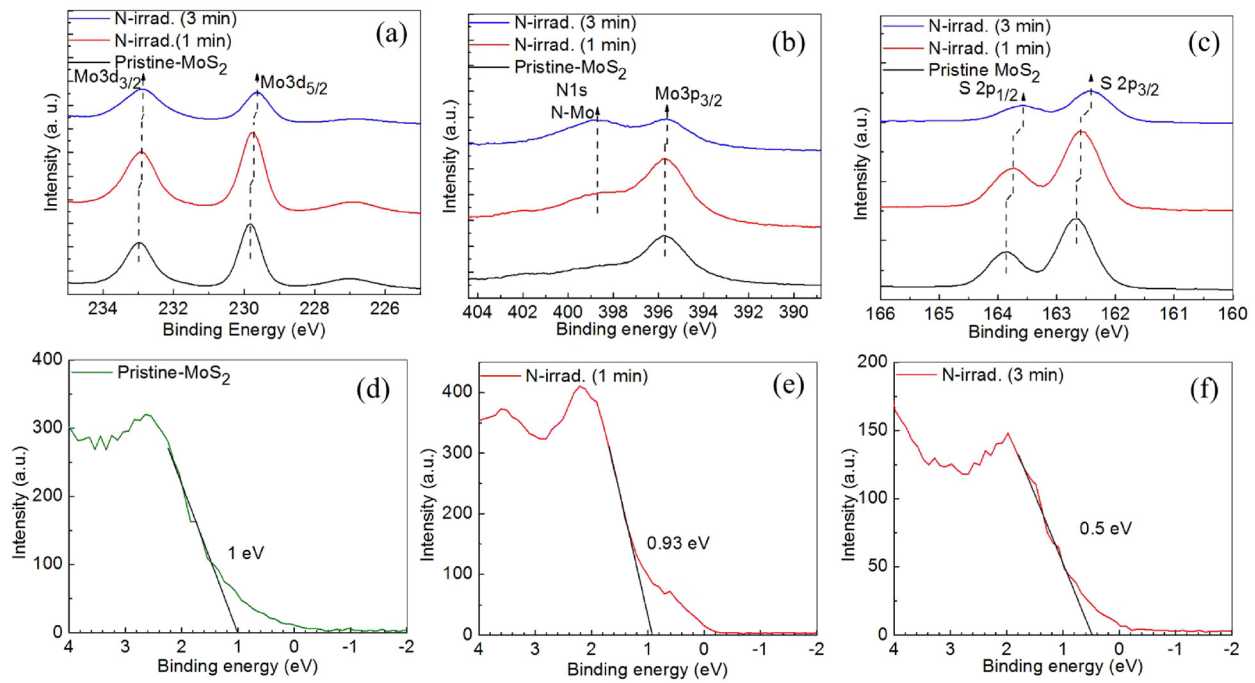 N-irrad. (3 min)
N-irrad.(1 min)
Pristine-MoS2
(a)
Mo3d3/2
Mo3d5/2
Intensity (a.u.)
234 232 230 228 226
Binding Energy (eV)
N-irrad. (3 min)
N-irrad. (1 min)
Pristine-MoS2
(b)
N1s
N-Mo
Mo3p3/2
Intensity (a.u.)
404 402 400 398 396 394 392 390
Binding energy (eV)
N-irrad. (3 min)
N-irrad. (1 min)
Pristine MoS2
(c)
S 2p1/2
S 2p3/2
Intensity (a.u.)
166 165 164 163 162 161 160
Binding energy (eV)
Pristine-MoS2
(d)
400
300
200
100
0
Intensity (a.u.)
1 eV
4 3 2 1 0 -1 -2
Binding energy (eV)
N-irrad. (1 min)
(e)
400
300
200
100
0
Intensity (a.u.)
0.93 eV
4 3 2 1 0 -1 -2
Binding energy (eV)
N-irrad. (3 min)
(f)
200
150
100
50
0
Intensity (a.u.)
0.5 eV
4 3 2 1 0 -1 -2
Binding energy (eV)